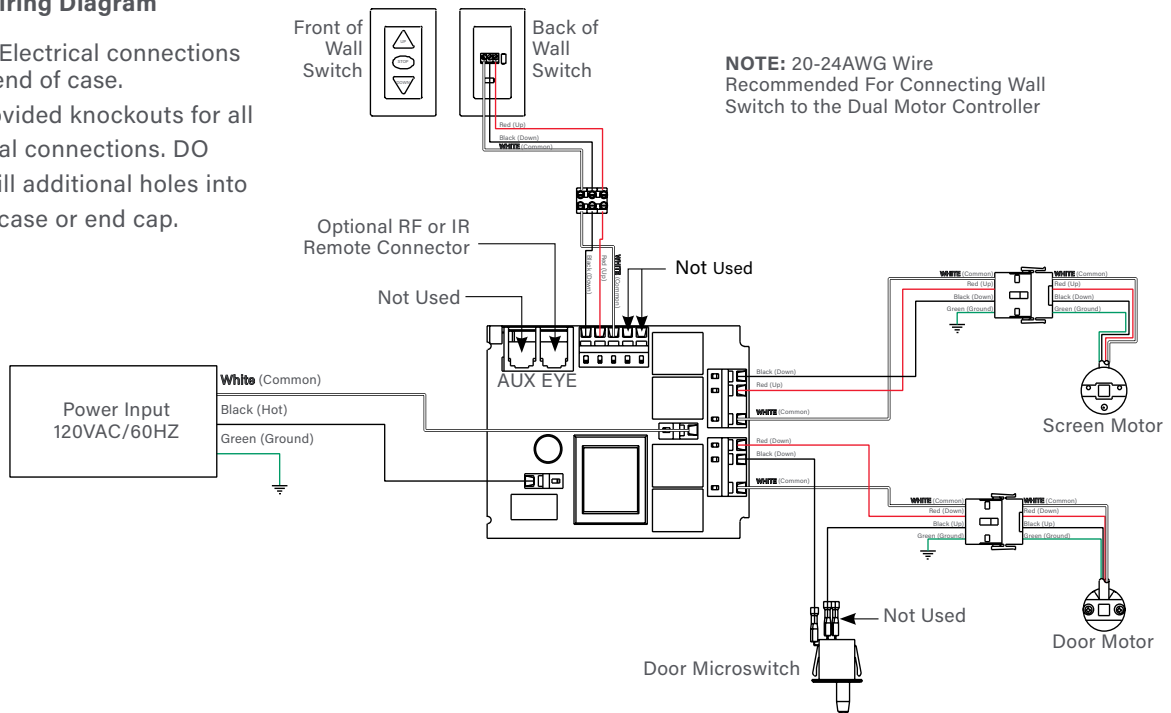 iring Diagram
Electrical connections
end of case.
ovided knockouts for all
al connections. DO
ill additional holes into
case or end cap.
Front of
Wall
Switch
UP
STOP
DOWN
Back of
Wall
Switch
NOTE: 20-24AWG Wire
Recommended For Connecting Wall
Switch to the Dual Motor Controller
Red (Up)
Black (Down)
WHITE (Common)
Optional RF or IR
Remote Connector
Not Used
Black (Down)
Red (Up)
WHITE (Common)
Not Used
AUX EYE
Power Input
120VAC/60HZ
White (Common)
Black (Hot)
Green (Ground)
Black (Down)
Red (Up)
WHITE (Common)
Red (Down)
Black (Down)
WHITE (Common)
WHITE (Common)
Red (Up)
Black (Down)
Green (Ground)
WHITE (Common)
Red (Up)
Black (Down)
Green (Ground)
Screen Motor
WHITE (Common)
Red (Down)
Black (Up)
Green (Ground)
WHITE (Common)
Red (Down)
Black (Up)
Green (Ground)
Door Motor
Not Used
Door Microswitch